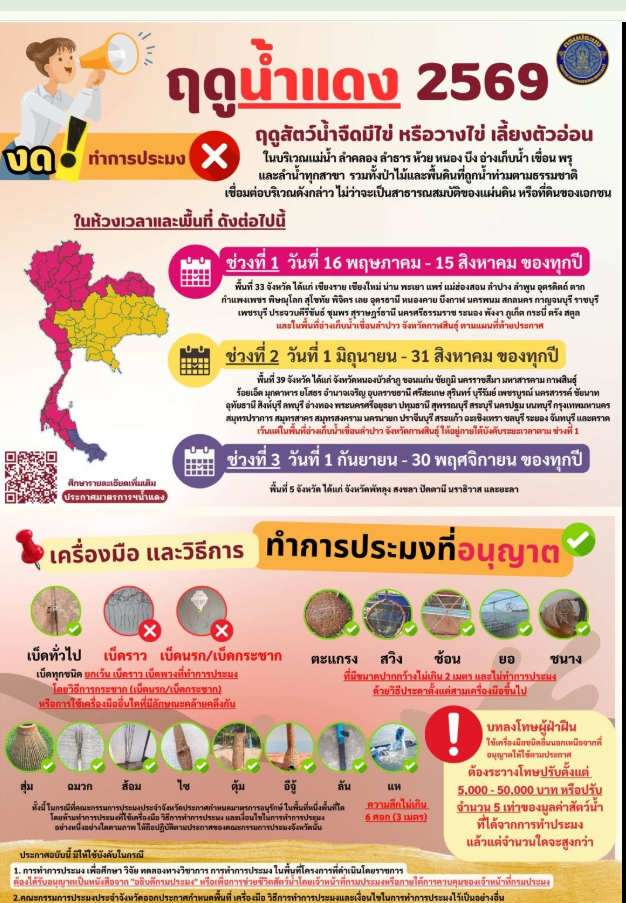 ฤดูน้ำแดง 2569
กรมประมง
งด ! ทำการประมง
ฤดูสัตว์น้ำจืดมีไข่ หรือวางไข่ เลี้ยงตัวอ่อน
ในบริเวณแม่น้ำ ลำคลอง ลำธาร ห้วย หนอง บึง อ่างเก็บน้ำ เขื่อน พรุ
และลำน้ำทุกสาขา รวมทั้งป่าไม้และพื้นดินที่ถูกน้ำท่วมตามธรรมชาติ
เชื่อมต่อบริเวณดังกล่าว ไม่ว่าจะเป็นสาธารณสมบัติของแผ่นดิน หรือที่ดินของเอกชน
ในห้วงเวลาและพื้นที่ ดังต่อไปนี้
ช่วงที่ 1 วันที่ 16 พฤษภาคม - 15 สิงหาคม ของทุกปี
พื้นที่ 33 จังหวัด ได้แก่ เชียงราย เชียงใหม่ น่าน พะเยา แพร่ แม่ฮ่องสอน ลำปาง ลำพูน อุตรดิตถ์ ตาก
กำแพงเพชร พิษณุโลก สุโขทัย พิจิตร เลย อุดรธานี หนองคาย บึงกาฬ นครพนม สกลนคร กาญจนบุรี ราชบุรี
เพชรบุรี ประจวบคีรีขันธ์ ชุมพร สุราษฎร์ธานี นครศรีธรรมราช ระนอง พังงา ภูเก็ต กระบี่ ตรัง สตูล
และในพื้นที่อ่างเก็บน้ำเขื่อนลำปาว จังหวัดกาฬสินธุ์ ตามแผนที่ท้ายประกาศ
ช่วงที่ 2 วันที่ 1 มิถุนายน - 31 สิงหาคม ของทุกปี
พื้นที่ 39 จังหวัด ได้แก่ จังหวัดหนองบัวลำภู ขอนแก่น ชัยภูมิ นครราชสีมา มหาสารคาม กาฬสินธุ์
ร้อยเอ็ด มุกดาหาร ยโสธร อำนาจเจริญ อุบลราชธานี ศรีสะเกษ สุรินทร์ บุรีรัมย์ เพชรบูรณ์ นครสวรรค์ ชัยนาท
อุทัยธานี สิงห์บุรี ลพบุรี อ่างทอง พระนครศรีอยุธยา ปทุมธานี สุพรรณบุรี สระบุรี นครปฐม นนทบุรี กรุงเทพมหานคร
สมุทรปราการ สมุทรสาคร สมุทรสงคราม นครนายก ปราจีนบุรี สระแก้ว ฉะเชิงเทรา ชลบุรี ระยอง จันทบุรี และตราด
เว้นแต่ในพื้นที่อ่างเก็บน้ำเขื่อนลำปาว จังหวัดกาฬสินธุ์ ให้อยู่ภายใต้บังคับระยะเวลาตาม ช่วงที่ 1
ช่วงที่ 3 วันที่ 1 กันยายน - 30 พฤศจิกายน ของทุกปี
พื้นที่ 5 จังหวัด ได้แก่ จังหวัดพัทลุง สงขลา ปัตตานี นราธิวาส และยะลา
ศึกษารายละเอียดเพิ่มเติม
ประกาศมาตรการฯน้ำแดง
เครื่องมือ และวิธีการ ทำการประมงที่อนุญาต
เบ็ดทั่วไป เบ็ดราว เบ็ดนรก/เบ็ดกระชาก
เบ็ดทุกชนิด ยกเว้น เบ็ดราว เบ็ดพวงที่ทำการประมง
โดยวิธีการกระชาก (เบ็ดนรก/เบ็ดกระชาก)
หรือการใช้เครื่องมืออื่นใดที่มีลักษณะคล้ายคลึงกัน
ตะแกรง สวิง ช้อน ยอ ชนาง
ที่มีขนาดปากกว้างไม่เกิน 2 เมตร และไม่ทำการประมง
ด้วยวิธีประดาตั้งแต่สามเครื่องมือขึ้นไป
สุ่ม ฉมวก ส้อม ไซ ตุ้ม อีจู้ ลัน แห
ความลึกไม่เกิน
6 ศอก (3 เมตร)
ทั้งนี้ ในกรณีที่คณะกรรมการประมงประจำจังหวัดประกาศกำหนดมาตรการอนุรักษ์ ในพื้นที่หนึ่งพื้นที่ใด
โดยห้ามการประมงที่ใช้เครื่องมือ วิธีการทำการประมง และเงื่อนไขในการทำการประมง
อย่างหนึ่งอย่างใดตามภาพ ให้ถือปฏิบัติตามประกาศของคณะกรรมการประมงจังหวัดนั้น
!
บทลงโทษผู้ฝ่าฝืน
ใช้เครื่องมือชนิดอื่นนอกเหนือจากที่
อนุญาตให้ใช้ตามประกาศ
ต้องระวางโทษปรับตั้งแต่
5,000 - 50,000 บาท หรือปรับ
จำนวน 5 เท่าของมูลค่าสัตว์น้ำ
ที่ได้จากการทำประมง
แล้วแต่จำนวนใดจะสูงกว่า
ประกาศฉบับนี้ มิให้ใช้บังคับในกรณี
1. การทำการประมง เพื่อศึกษา วิจัย ทดลองทางวิชาการ การทำการประมง ในพื้นที่โครงการที่ดำเนินโดยราชการ
ต้องได้รับอนุญาตเป็นหนังสือจาก "อธิบดีกรมประมง" หรือเพื่อการช่วยชีวิตสัตว์น้ำโดยเจ้าหน้าที่กรมประมงหรือภายใต้การควบคุมของเจ้าหน้าที่กรมประมง
2.คณะกรรมการประมงประจำจังหวัดออกประกาศกำหนดพื้นที่ เครื่องมือ วิธีการทำการประมงและเงื่อนไขในการทำการประมงไว้เป็นอย่างอื่น